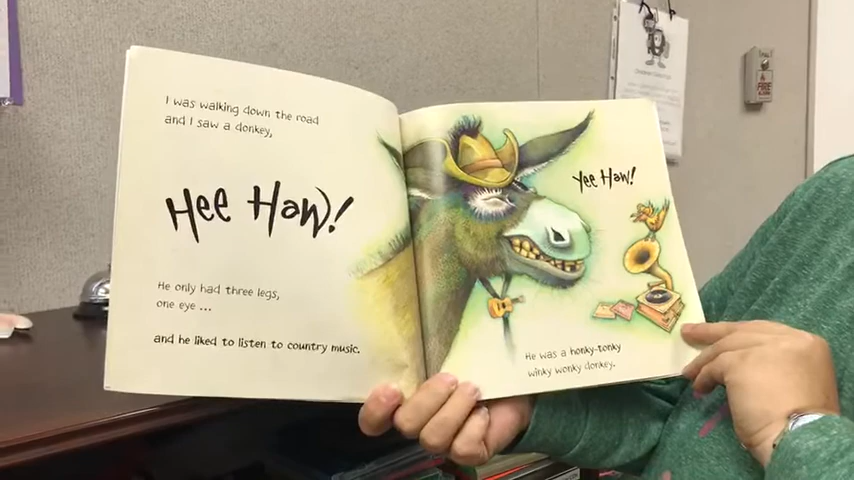 I was walking down the road
and I saw a donkey,
Hee Haw!
He only had three legs,
one eye ...
and he liked to listen to country music.
Yee Haw!
He was a honky-tonky
winky wonky donkey.
FIRE